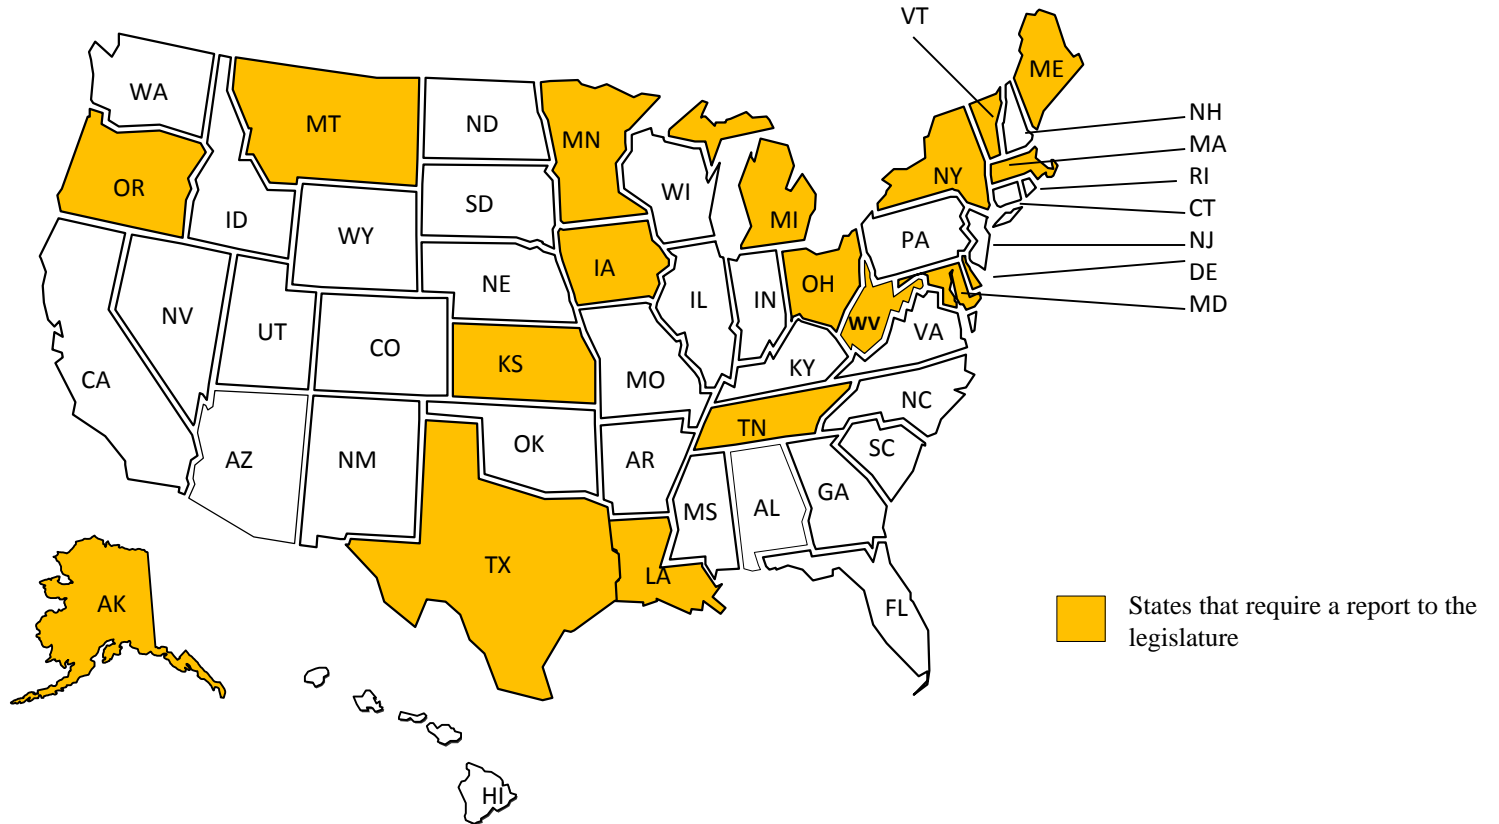 VT
ME
WA
MT
ND
MN
NH
MA
OR
ID
SD
WI
MI
NY
RI
CT
WY
PA
NJ
IA
DE
NE
IL
IN
OH
MD
NV
UT
CO
WV
VA
CA
KS
MO
KY
NC
AZ
NM
OK
AR
TN
SC
MS
AL
GA
TX
LA
AK
FL
States that require a report to the
legislature
HI